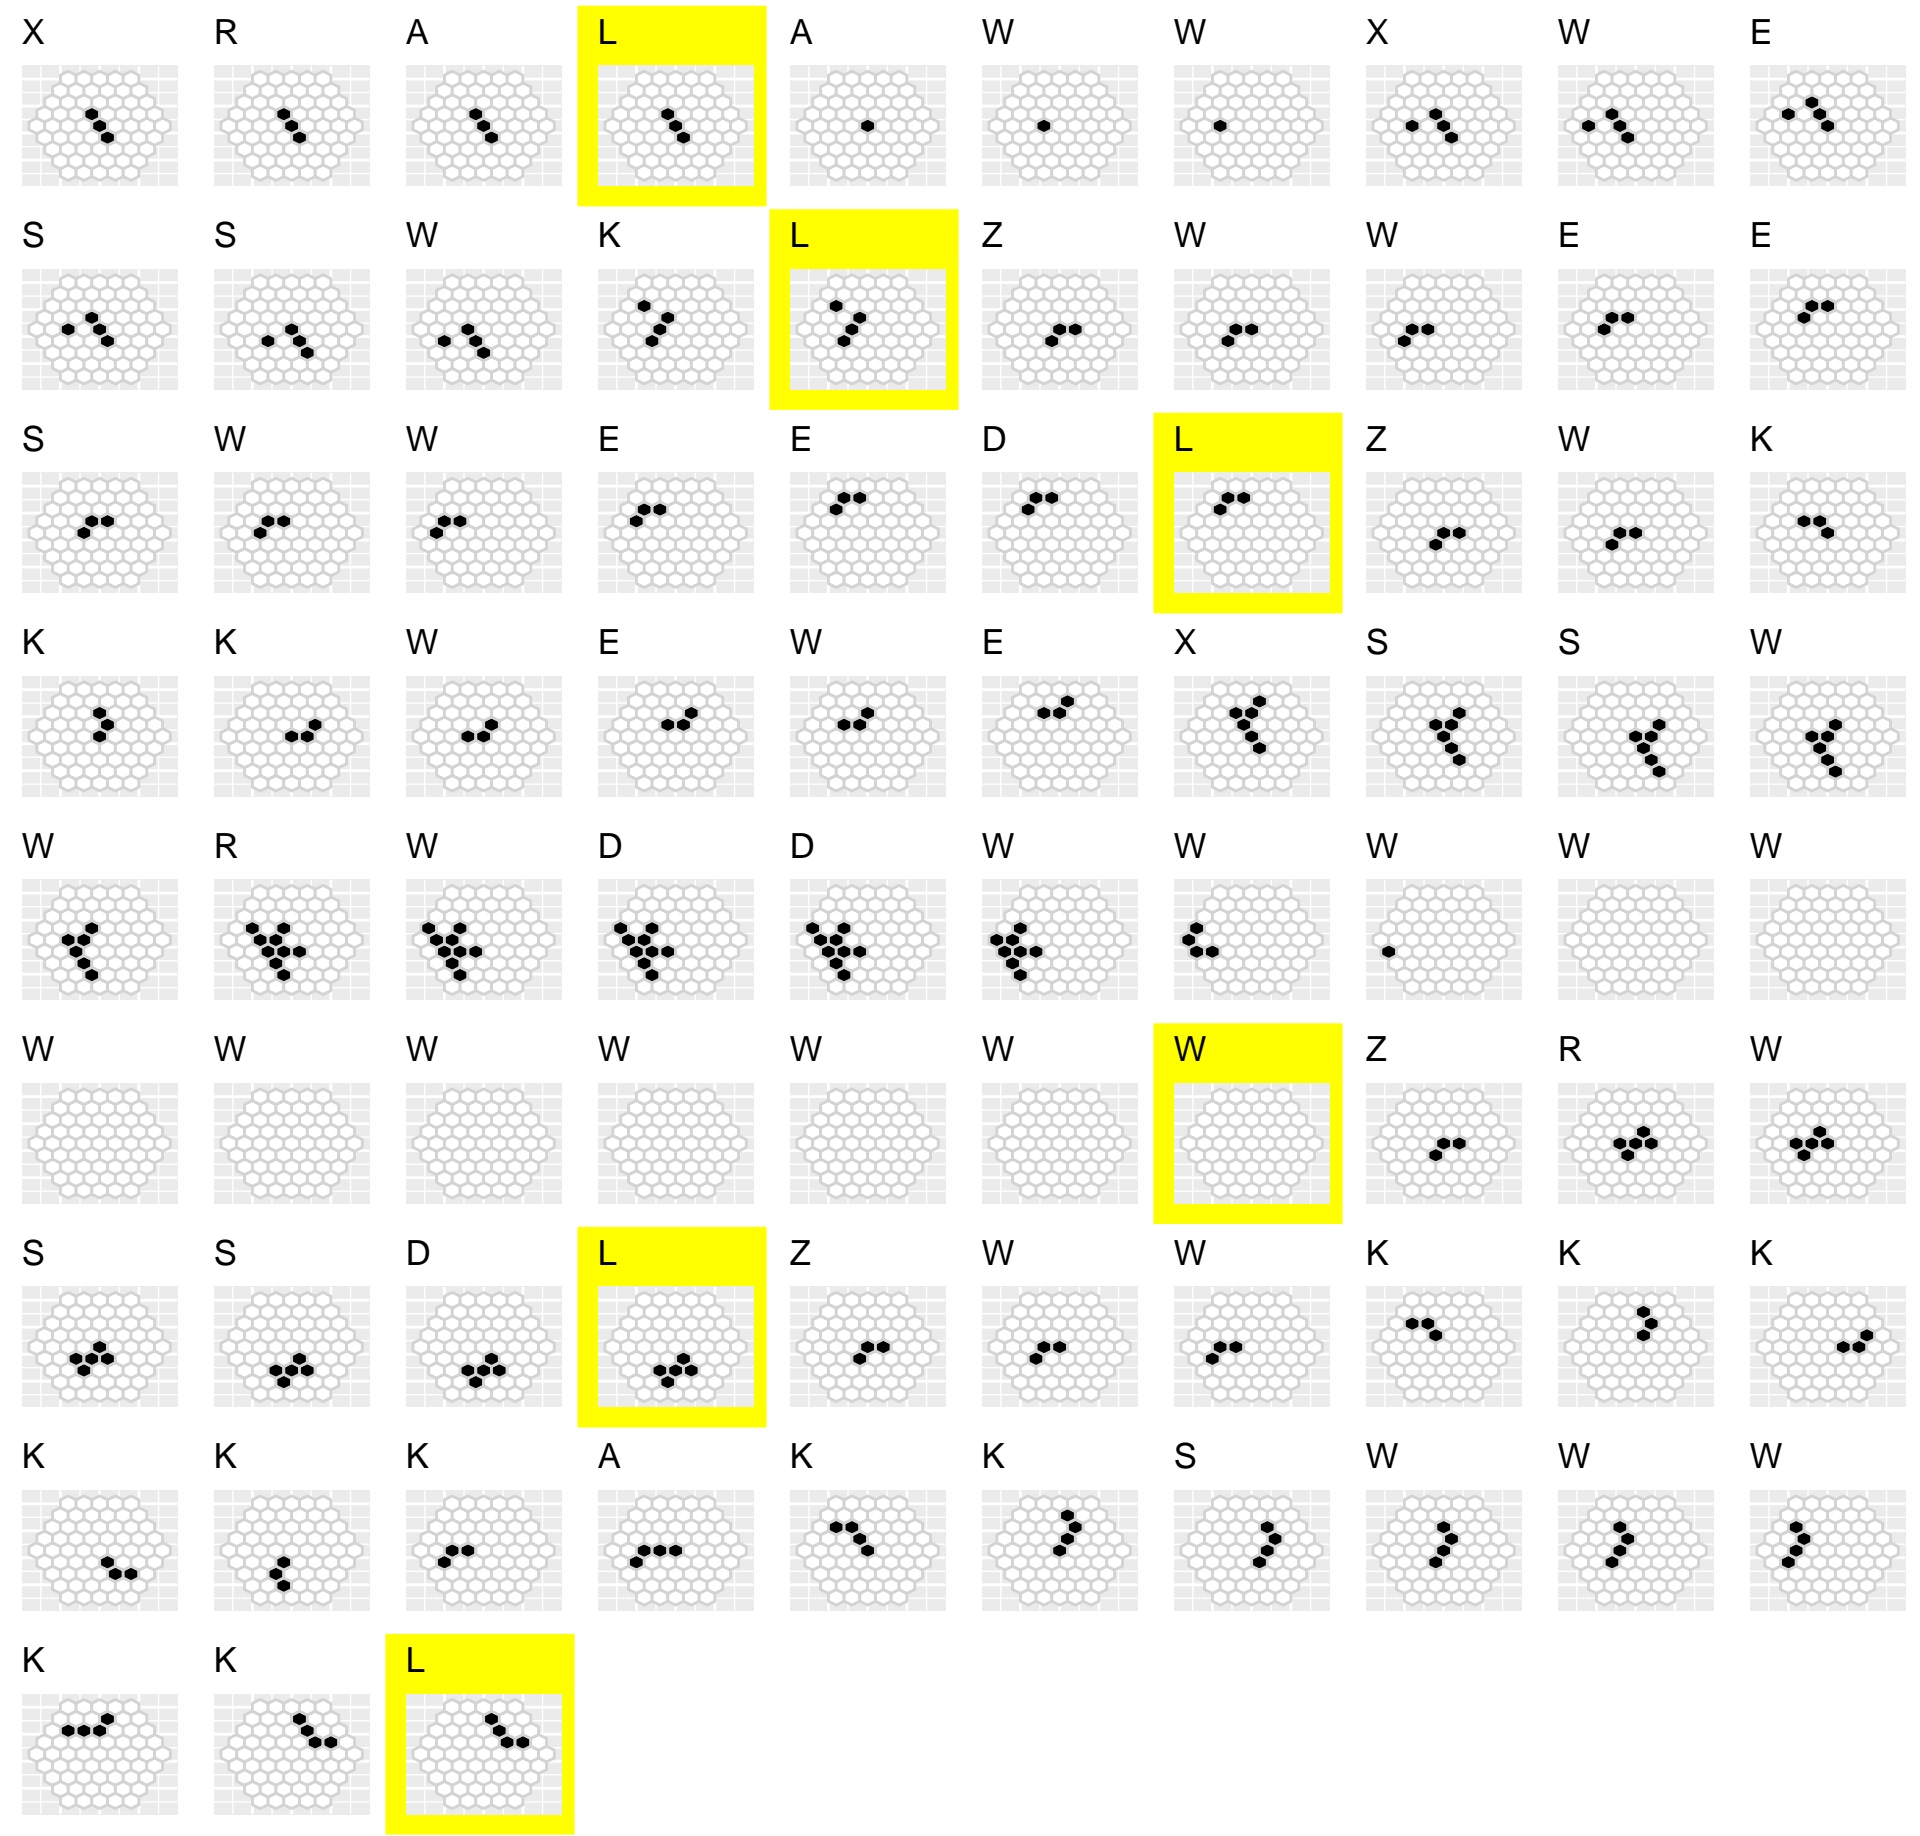 X R A L A W W X W E
S S W K L Z W W E E
S W W E E D L Z W K
K K W E W E X S S W
W R W D D W W W W W
W W W W W W W Z R W
S S D L Z W W K K K
K K K A K K S W W W
K K L